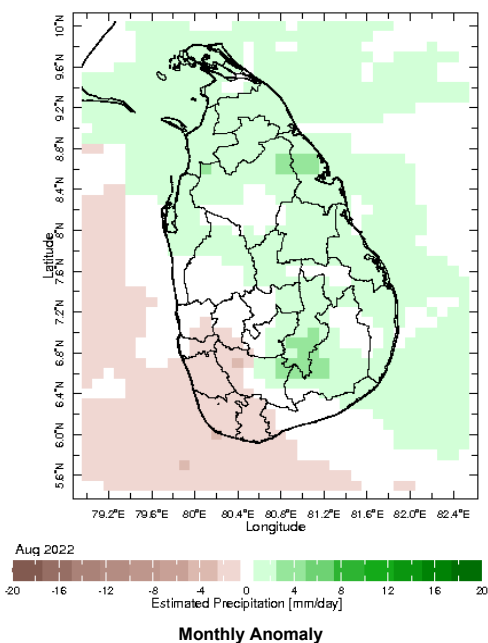 10°N
9.6°N
9.2°N
8.8°N
8.4°N
8°N
7.6°N
7.2°N
6.8°N
6.4°N
6.0°N
5.6°N
Latitude
79.2°E 79.6°E 80°E 80.4°E 80.8°E 81.2°E 81.6°E 82.0°E 82.4°E
Longitude
Aug 2022
-20 -16 -12 -8 -4 0 4 8 12 16 20
Estimated Precipitation [mm/day]
Monthly Anomaly